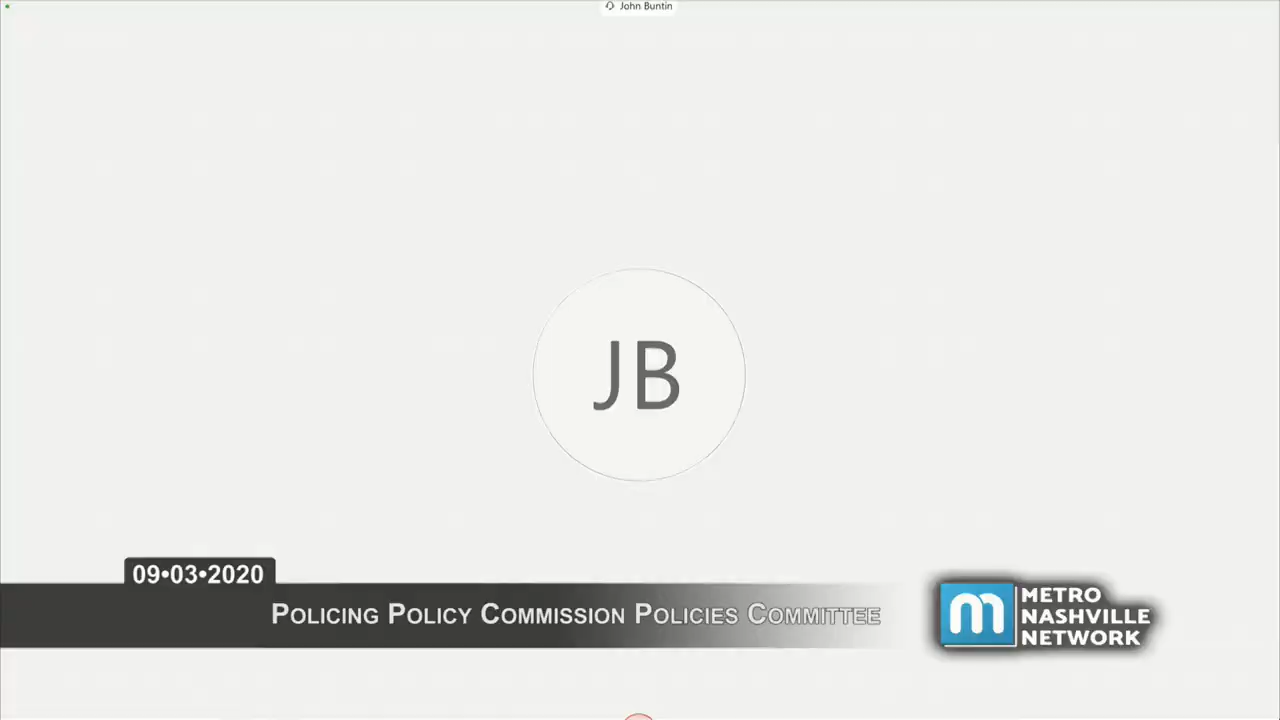 John Buntin
JB
09•03•2020
POLICING POLICY COMMISSION POLICIES COMMITTEE
m
METRO
NASHVILLE
NETWORK